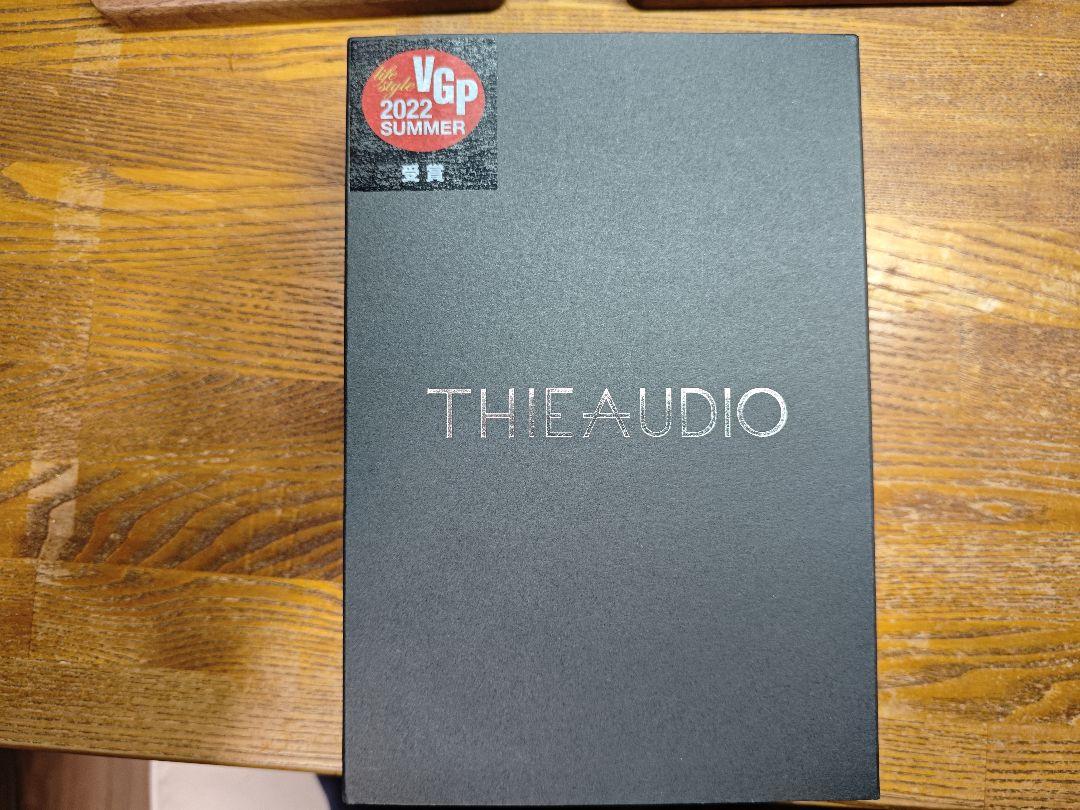 life style
VGP
2022
SUMMER
受賞
THIEAUDIO